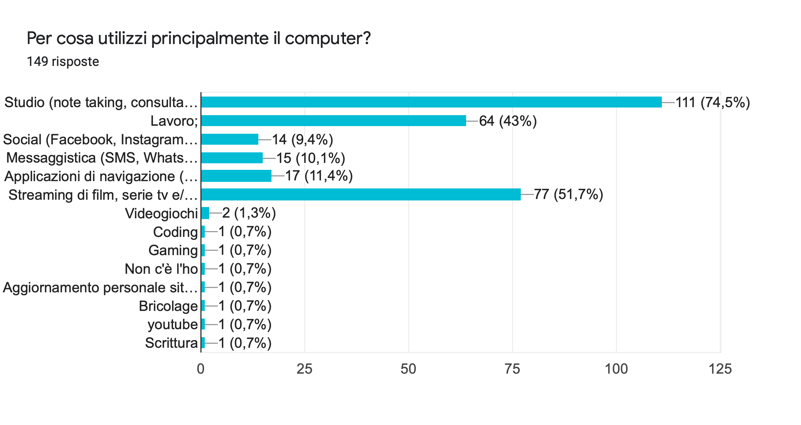 Per cosa utilizzi principalmente il computer?
149 risposte
Studio (note taking, consulta… 111 (74,5%)
Lavoro; 64 (43%)
Social (Facebook, Instagram… 14 (9,4%)
Messaggistica (SMS, Whats… 15 (10,1%)
Applicazioni di navigazione (… 17 (11,4%)
Streaming di film, serie tv e/… 77 (51,7%)
Videogiochi 2 (1,3%)
Coding 1 (0,7%)
Gaming 1 (0,7%)
Non c'è l'ho 1 (0,7%)
Aggiornamento personale sit… 1 (0,7%)
Bricolage 1 (0,7%)
youtube 1 (0,7%)
Scrittura 1 (0,7%)
0 25 50 75 100 125